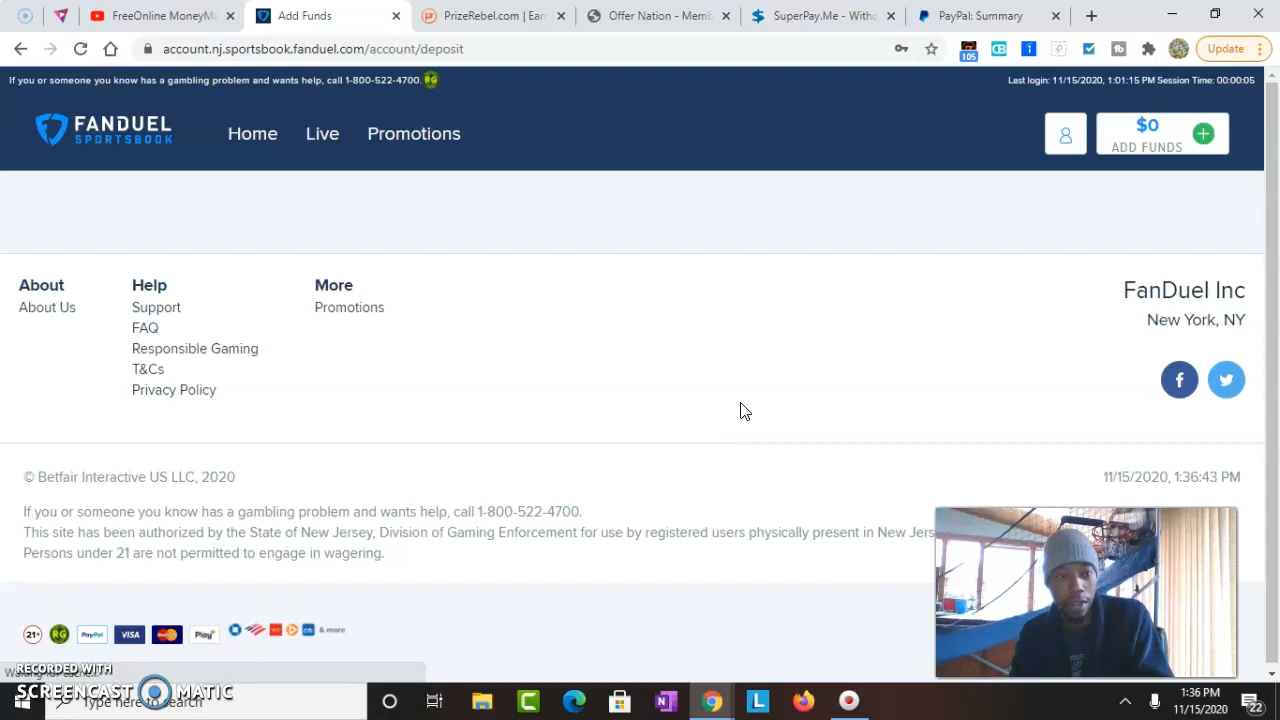 FreeOnline MoneyMe
Add Funds
PrizeRebel.com | Earn
Offer Nation - Memb
SuperPay.Me - Witho
PayPal: Summary
account.nj.sportsbook.fanduel.com/account/deposit
105
CB
Update
If you or someone you know has a gambling problem and wants help, call 1-800-522-4700. RG
Last login: 11/15/2020, 1:01:15 PM Session Time: 00:00:05
FANDUEL
SPORTSBOOK
Home
Live
Promotions
$0
ADD FUNDS
About
About Us
Help
Support
FAQ
Responsible Gaming
T&Cs
Privacy Policy
More
Promotions
FanDuel Inc
New York, NY
© Betfair Interactive US LLC, 2020
11/15/2020, 1:36:43 PM
If you or someone you know has a gambling problem and wants help, call 1-800-522-4700.
This site has been authorized by the State of New Jersey, Division of Gaming Enforcement for use by registered users physically present in New Jers
Persons under 21 are not permitted to engage in wagering.
21+ RG PayPal VISA Play+ & more
RECORDED WITH
SCREENCAST MATIC
Type here to search
1:36 PM
11/15/2020
22